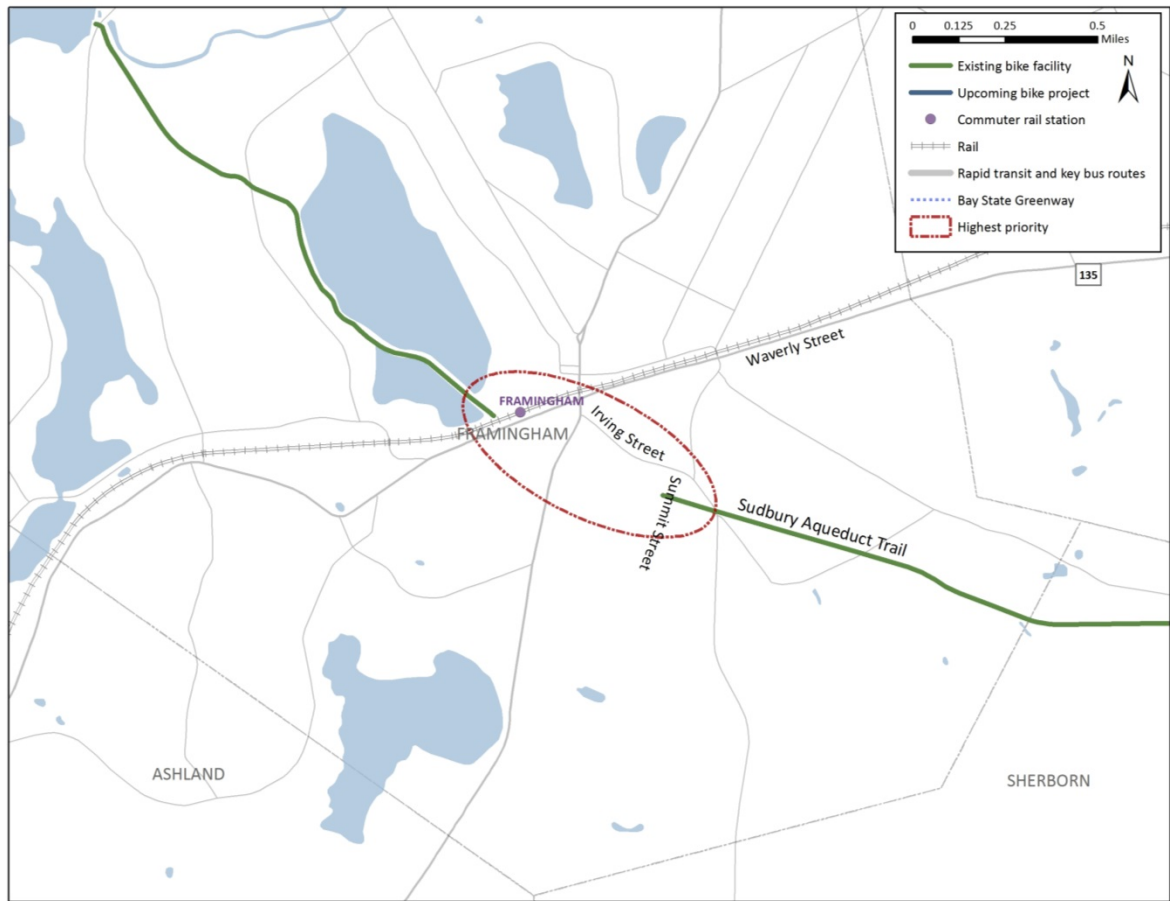 0 0.125 0.25 0.5
Miles
Existing bike facility
N
Upcoming bike project
Commuter rail station
Rail
Rapid transit and key bus routes
Bay State Greenway
Highest priority
135
Waverly Street
FRAMINGHAM
Irving Street
FRAMINGHAM
Summit Street
Sudbury Aqueduct Trail
ASHLAND
SHERBORN